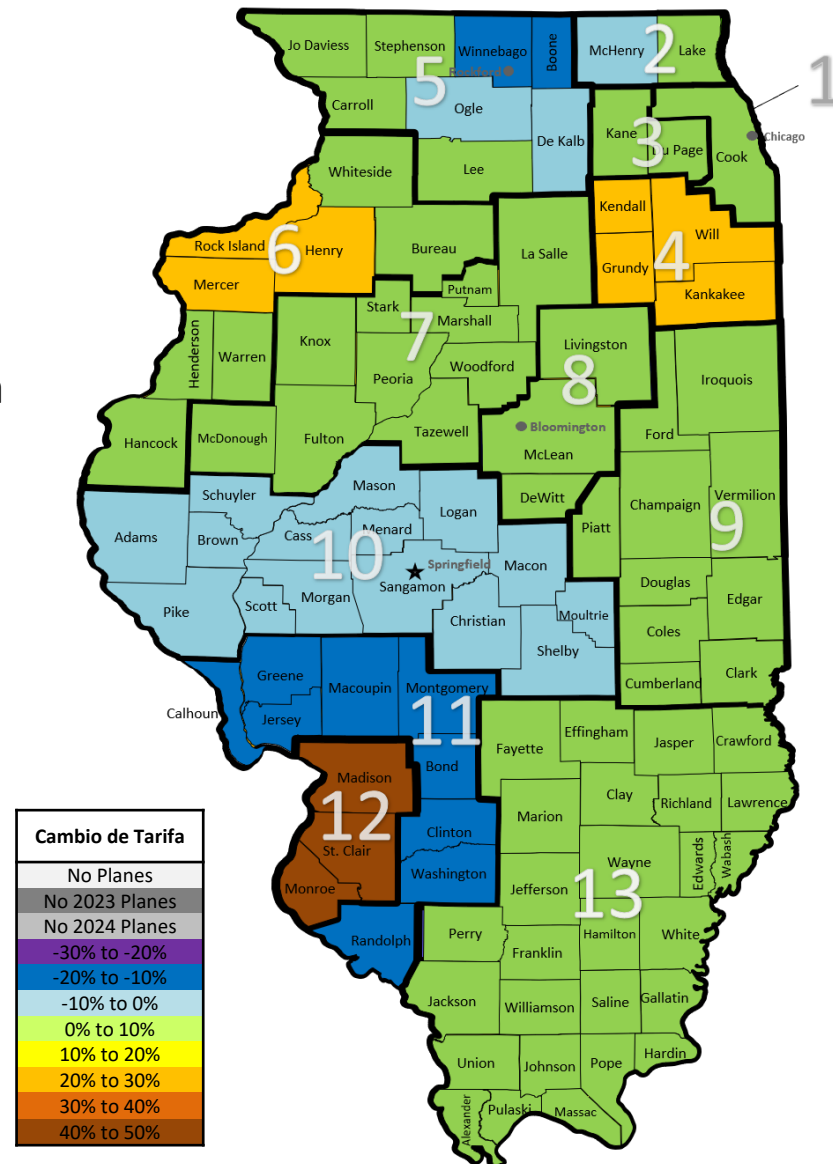 Jo Daviess
Stephenson
Winnebago
Boone
McHenry
2
Lake
1
5
Rockford
Carroll
Ogle
De Kalb
Kane
3
Du Page
Cook
Chicago
Whiteside
Lee
Kendall
Will
Rock Island
6
Henry
Bureau
La Salle
Grundy
4
Mercer
Putnam
Kankakee
Stark
Marshall
7
Henderson
Warren
Knox
Peoria
Woodford
Livingston
8
Iroquois
Hancock
McDonough
Fulton
Tazewell
Bloomington
McLean
Ford
DeWitt
Champaign
Vermilion
9
Piatt
Schuyler
Mason
Logan
Adams
Brown
Cass
Menard
10
Springfield
Sangamon
Macon
Douglas
Edgar
Pike
Scott
Morgan
Christian
Moultrie
Shelby
Coles
Cumberland
Clark
Greene
Macoupin
Montgomery
Calhoun
Jersey
11
Bond
Fayette
Effingham
Jasper
Crawford
Madison
12
Clinton
Marion
Clay
Richland
Lawrence
St. Clair
Washington
Monroe
Wayne
Edwards
Wabash
Jefferson
13
Randolph
Perry
Franklin
Hamilton
White
Jackson
Williamson
Saline
Gallatin
Union
Johnson
Pope
Hardin
Alexander
Pulaski
Massac
Cambio de Tarifa
No Planes
No 2023 Planes
No 2024 Planes
-30% to -20%
-20% to -10%
-10% to 0%
0% to 10%
10% to 20%
20% to 30%
30% to 40%
40% to 50%